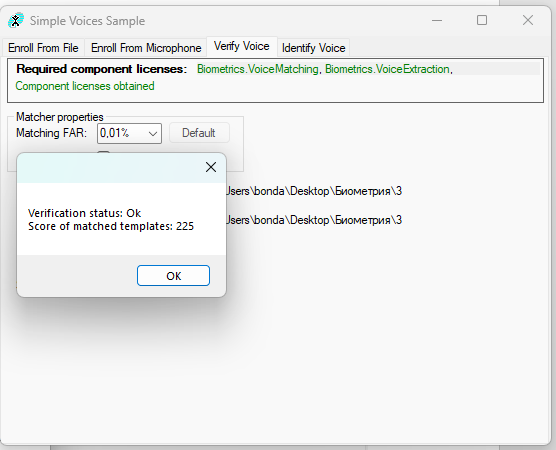 Simple Voices Sample
Enroll From File Enroll From Microphone Verify Voice Identify Voice
Required component licenses: Biometrics.VoiceMatching, Biometrics.VoiceExtraction,
Component licenses obtained
Matcher properties
Matching FAR: 0,01% Default
Users\bonda\Desktop\Биометрия\3
Users\bonda\Desktop\Биометрия\3
Verification status: Ok
Score of matched templates: 225
OK